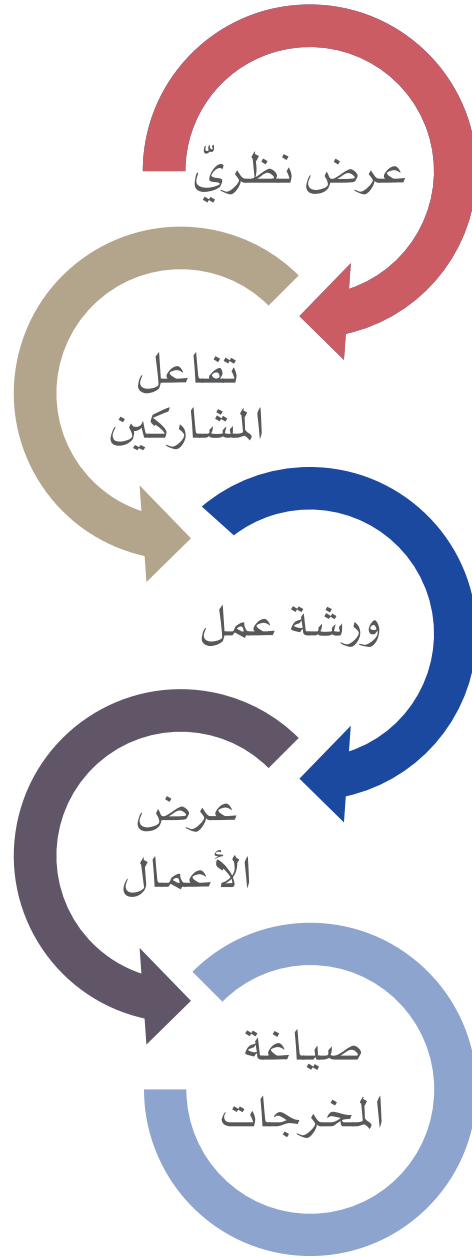 عرض نظريّ
تفاعل
المشاركين
ورشة عمل
عرض
الأعمال
صياغة
المخرجات